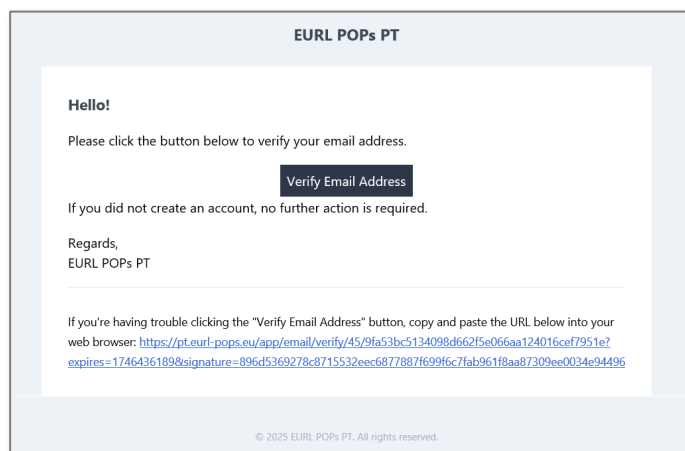 EURL POPs PT
Hello!
Please click the button below to verify your email address.
Verify Email Address
If you did not create an account, no further action is required.
Regards,
EURL POPs PT
If you're having trouble clicking the "Verify Email Address" button, copy and paste the URL below into your
web browser: https://pt.eurl-pops.eu/app/email/verify/45/9fa53bc5134098d662f5e066aa124016cef7951e?
expires=1746436189&signature=896d5369278c8715532eec6877887f699f6c7fab961f8aa87309ee0034e94496
© 2025 EURL POPs PT. All rights reserved.